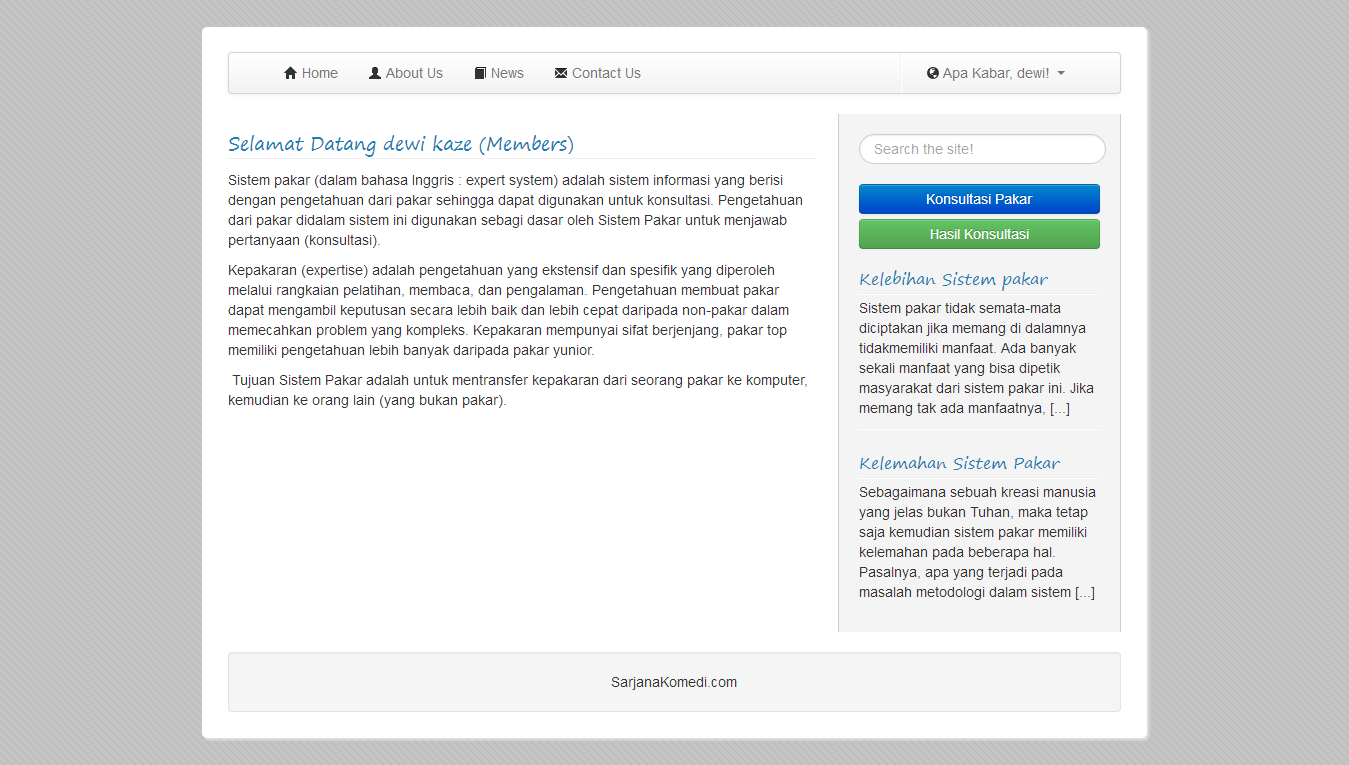 Home About Us News Contact Us Apa Kabar, dewi!
Selamat Datang dewi kaze (Members)
Sistem pakar (dalam bahasa Inggris : expert system) adalah sistem informasi yang berisi
dengan pengetahuan dari pakar sehingga dapat digunakan untuk konsultasi. Pengetahuan
dari pakar didalam sistem ini digunakan sebagi dasar oleh Sistem Pakar untuk menjawab
pertanyaan (konsultasi).
Kepakaran (expertise) adalah pengetahuan yang ekstensif dan spesifik yang diperoleh
melalui rangkaian pelatihan, membaca, dan pengalaman. Pengetahuan membuat pakar
dapat mengambil keputusan secara lebih baik dan lebih cepat daripada non-pakar dalam
memecahkan problem yang kompleks. Kepakaran mempunyai sifat berjenjang, pakar top
memiliki pengetahuan lebih banyak daripada pakar yunior.
Tujuan Sistem Pakar adalah untuk mentransfer kepakaran dari seorang pakar ke komputer,
kemudian ke orang lain (yang bukan pakar).
Search the site!
Konsultasi Pakar
Hasil Konsultasi
Kelebihan Sistem pakar
Sistem pakar tidak semata-mata
diciptakan jika memang di dalamnya
tidakmemiliki manfaat. Ada banyak
sekali manfaat yang bisa dipetik
masyarakat dari sistem pakar ini. Jika
memang tak ada manfaatnya, [...]
Kelemahan Sistem Pakar
Sebagaimana sebuah kreasi manusia
yang jelas bukan Tuhan, maka tetap
saja kemudian sistem pakar memiliki
kelemahan pada beberapa hal.
Pasalnya, apa yang terjadi pada
masalah metodologi dalam sistem [...]
SarjanaKomedi.com